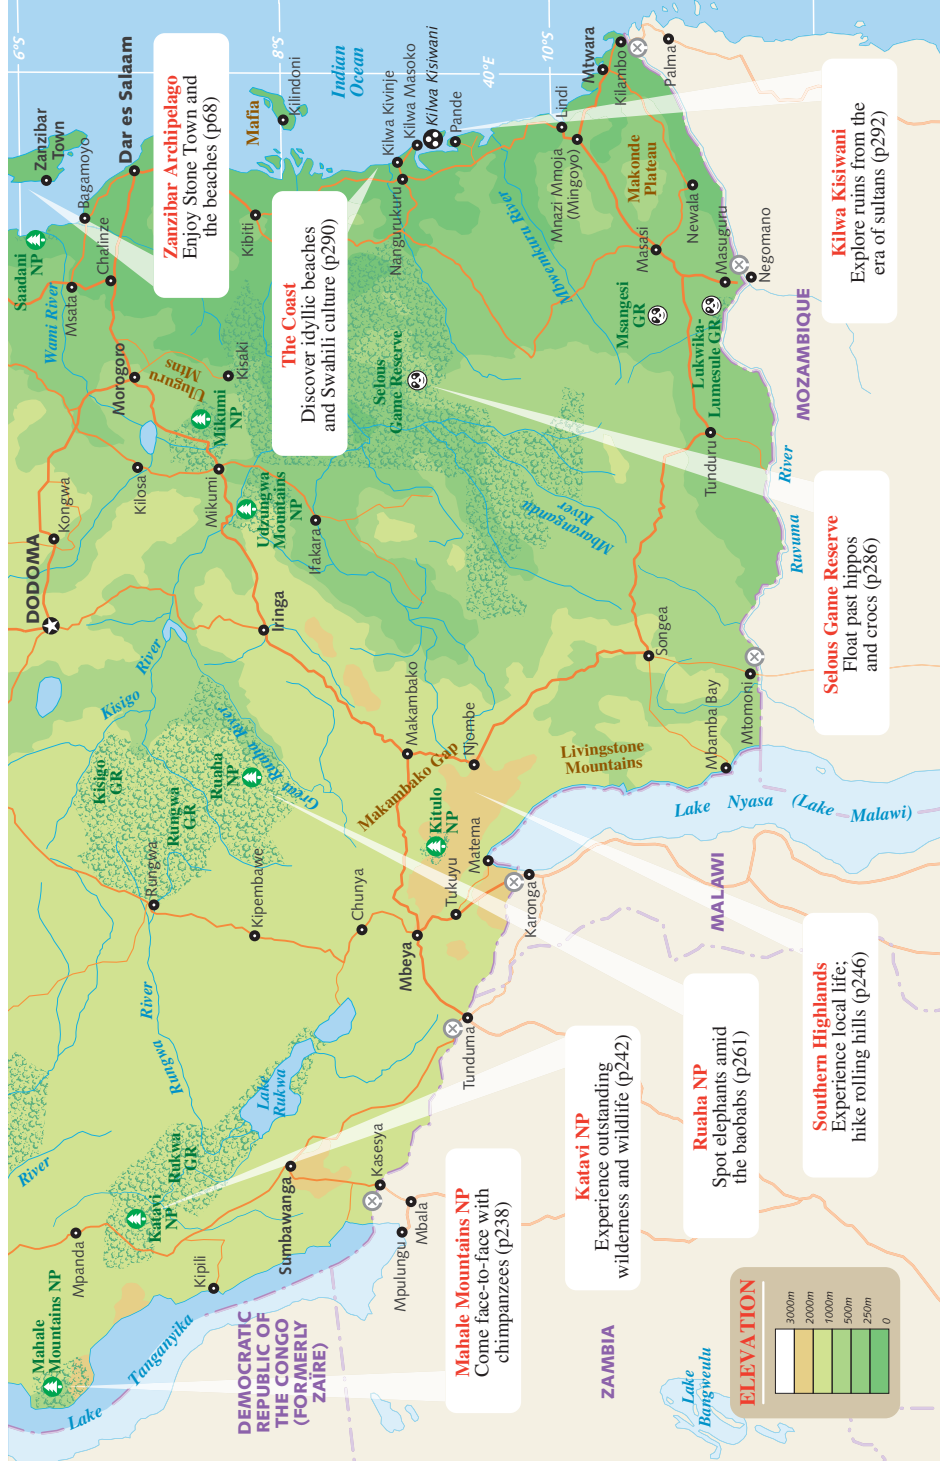 6°S
8°S
10°S
40°E
Zanzibar
Town
Bagamoyo
Dar es Salaam
Saadani
NP
Wami River
Msata
Chalinze
Zanzibar Archipelago
Enjoy Stone Town and
the beaches (p68)
Mafia
Kilindoni
Indian
Ocean
Kibiti
Morogoro
Uluguru
Mtns
Kisaki
Mikumi
NP
The Coast
Discover idyllic beaches
and Swahili culture (p290)
Kilwa Kivinje
Kilwa Masoko
Kilwa Kisiwani
Pande
Nangurukuru
Selous
Game Reserve
Mbwemkuru River
Lindi
Mnazi Mmoja
(Mingoyo)
Mtwara
Kilambo
Palma
Makonde
Plateau
Newala
Masasi
Masuguru
Negomano
Msangesi
GR
Lukwika-
Lumesule GR
MOZAMBIQUE
Kilwa Kisiwani
Explore ruins from the
era of sultans (p292)
DODOMA
Kongwa
Kilosa
Mikumi
Udzungwa
Mountains
NP
Ifakara
Iringa
Mbarangandu
River
Tunduru
Ruvuma
River
Songea
Selous Game Reserve
Float past hippos
and crocs (p286)
Kisigo
River
Kisigo
GR
Rungwa
GR
Ruaha
NP
Great
Ruaha River
Makambako
Makambako Gap
Njombe
Livingstone
Mountains
Mbamba Bay
Mtomoni
Kitulo
NP
Matema
Tukuyu
Lake Nyasa (Lake Malawi)
Karonga
MALAWI
Rungwa
Kipembawe
Chunya
Mbeya
Rungwa
River
Tunduma
Lake
Rukwa
Southern Highlands
Experience local life;
hike rolling hills (p246)
Ruaha NP
Spot elephants amid
the baobabs (p261)
Katavi NP
Experience outstanding
wilderness and wildlife (p242)
River
Rukwa
GR
Katavi
NP
Mpanda
Kipili
Sumbawanga
Kasesya
Mbala
Mpulungu
Mahale Mountains NP
Come face-to-face with
chimpanzees (p238)
Mahale
Mountains NP
Lake Tanganyika
DEMOCRATIC
REPUBLIC OF
THE CONGO
(FORMERLY
ZAÏRE)
ZAMBIA
Lake
Bangweulu
ELEVATION
3000m
2000m
1000m
500m
250m
0